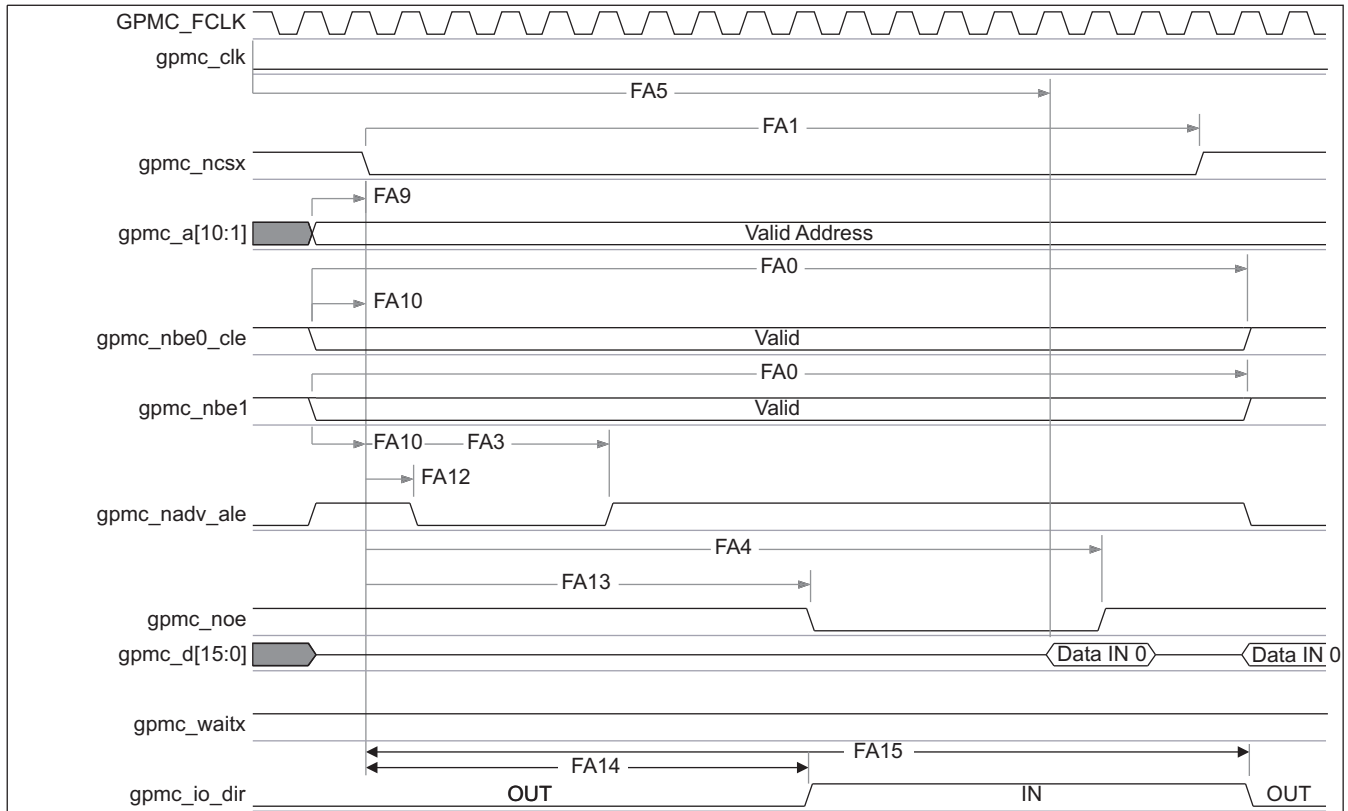 GPMC_FCLK
gpmc_clk
FA5
FA1
gpmc_ncsx
FA9
gpmc_a[10:1] Valid Address
FA0
FA10
gpmc_nbe0_cle Valid
FA0
gpmc_nbe1 Valid
FA10 FA3
FA12
gpmc_nadv_ale
FA4
FA13
gpmc_noe
gpmc_d[15:0] Data IN 0 Data IN 0
gpmc_waitx
FA15
FA14
gpmc_io_dir OUT IN OUT